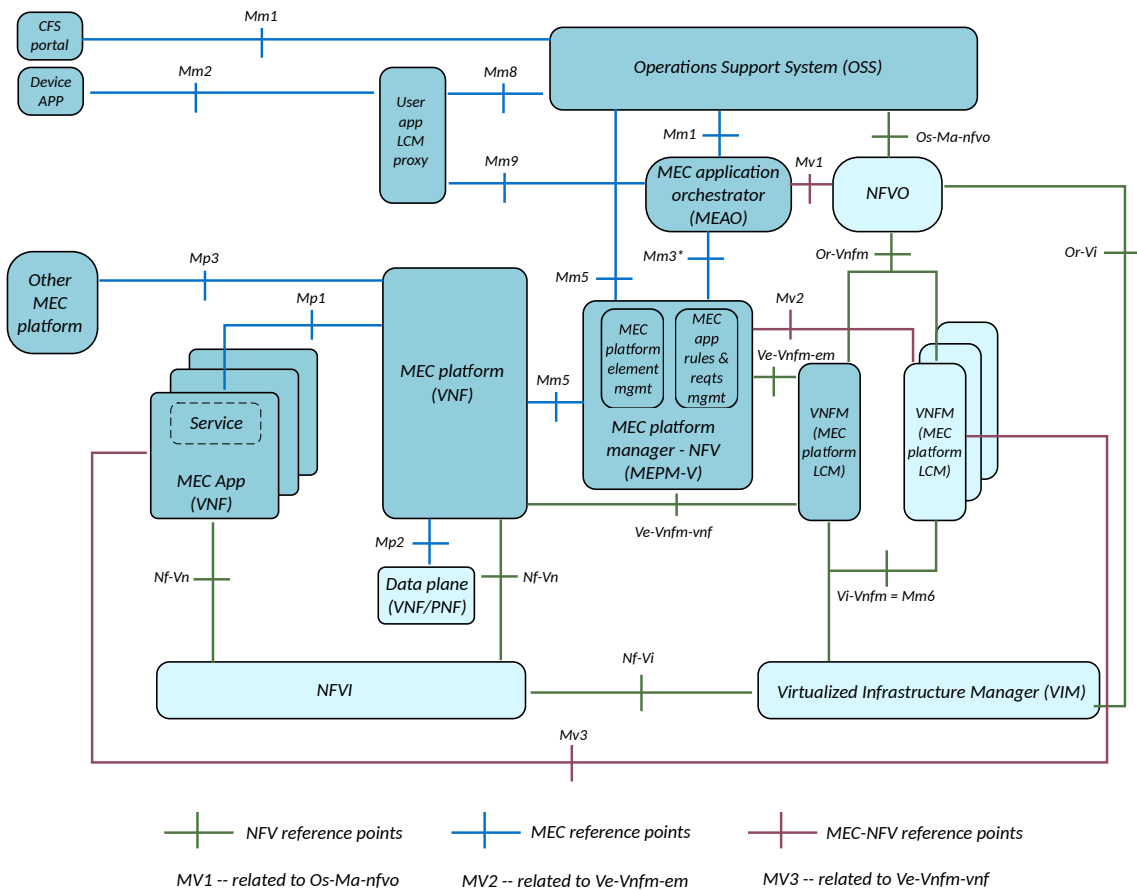 Mm1
CFS
portal
Operations Support System (OSS)
Device
APP
Mm2
User
app
LCM
proxy
Mm8
Mm9
Mm1
Os-Ma-nfvo
MEC application
orchestrator
(MEAO)
Mv1
NFVO
Other
MEC
platform
Mp3
Mp1
Mm5
Mm3*
Or-Vnfm
Or-Vi
MEC platform
(VNF)
Mm5
MEC
platform
element
mgmt
MEC
app
rules &
reqts
mgmt
MEC platform
manager - NFV
(MEPM-V)
Mv2
Ve-Vnfm-em
VNFM
(MEC
platform
LCM)
VNFM
(MEC
platform
LCM)
Service
MEC App
(VNF)
Ve-Vnfm-vnf
Mp2
Nf-Vn
Data plane
(VNF/PNF)
Nf-Vn
Vi-Vnfm = Mm6
NFVI
Nf-Vi
Virtualized Infrastructure Manager (VIM)
Mv3
NFV reference points
MEC reference points
MEC-NFV reference points
MV1 -- related to Os-Ma-nfvo
MV2 -- related to Ve-Vnfm-em
MV3 -- related to Ve-Vnfm-vnf